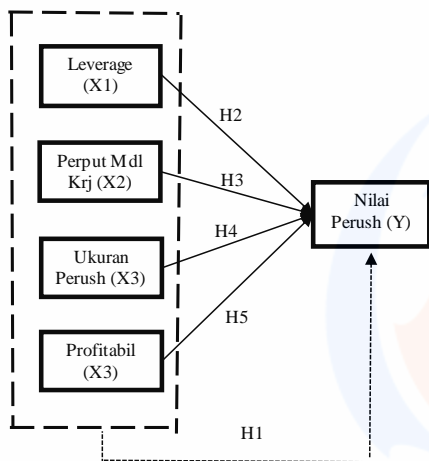 Leverage
(X1)
H2
Perput Mdl
Krj (X2)
H3
Nilai
Perush (Y)
Ukuran
Perush (X3)
H4
Profitabil
(X3)
H5
H1